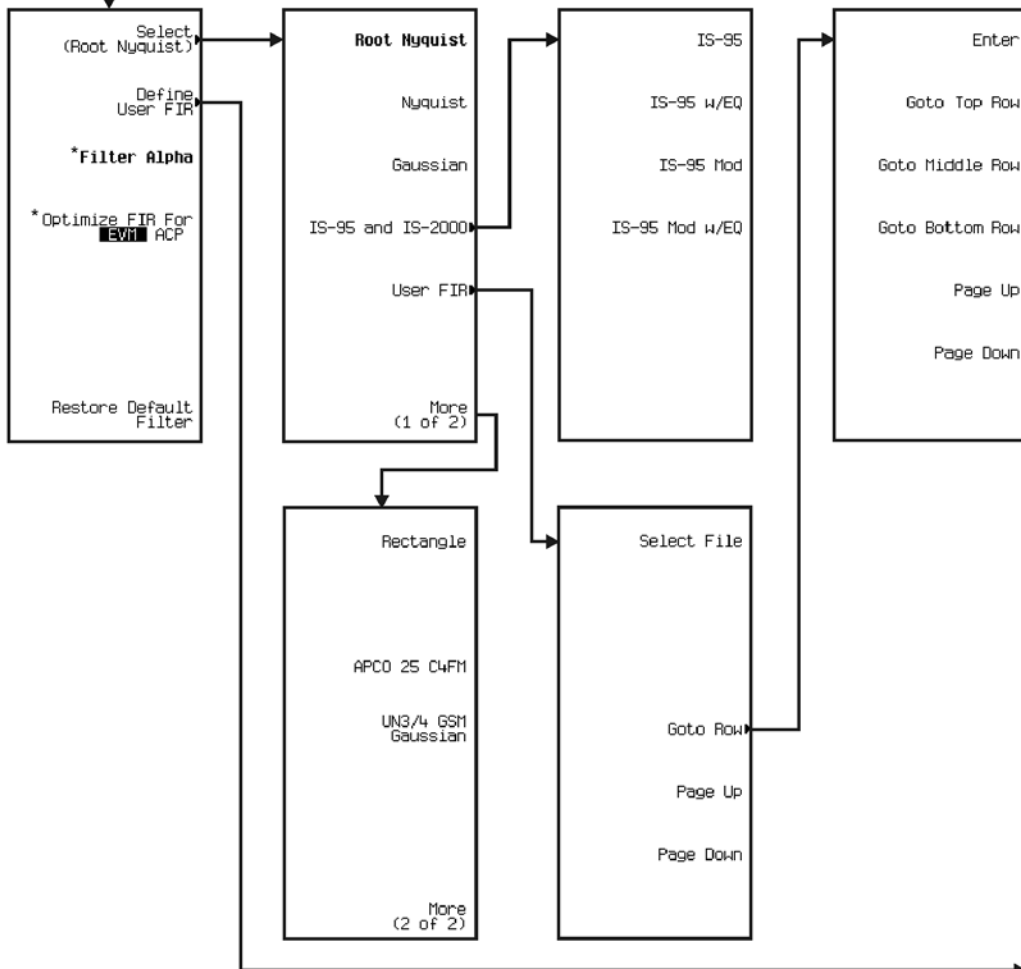 Select
(Root Nyquist)
Define
User FIR
*Filter Alpha
*Optimize FIR For
EVM ACP
Restore Default
Filter
Root Nyquist
Nyquist
Gaussian
IS-95 and IS-2000
User FIR
More
(1 of 2)
IS-95
IS-95 w/EQ
IS-95 Mod
IS-95 Mod w/EQ
Enter
Goto Top Row
Goto Middle Row
Goto Bottom Row
Page Up
Page Down
Rectangle
APCO 25 C4FM
UN3/4 GSM
Gaussian
More
(2 of 2)
Select File
Goto Row
Page Up
Page Down